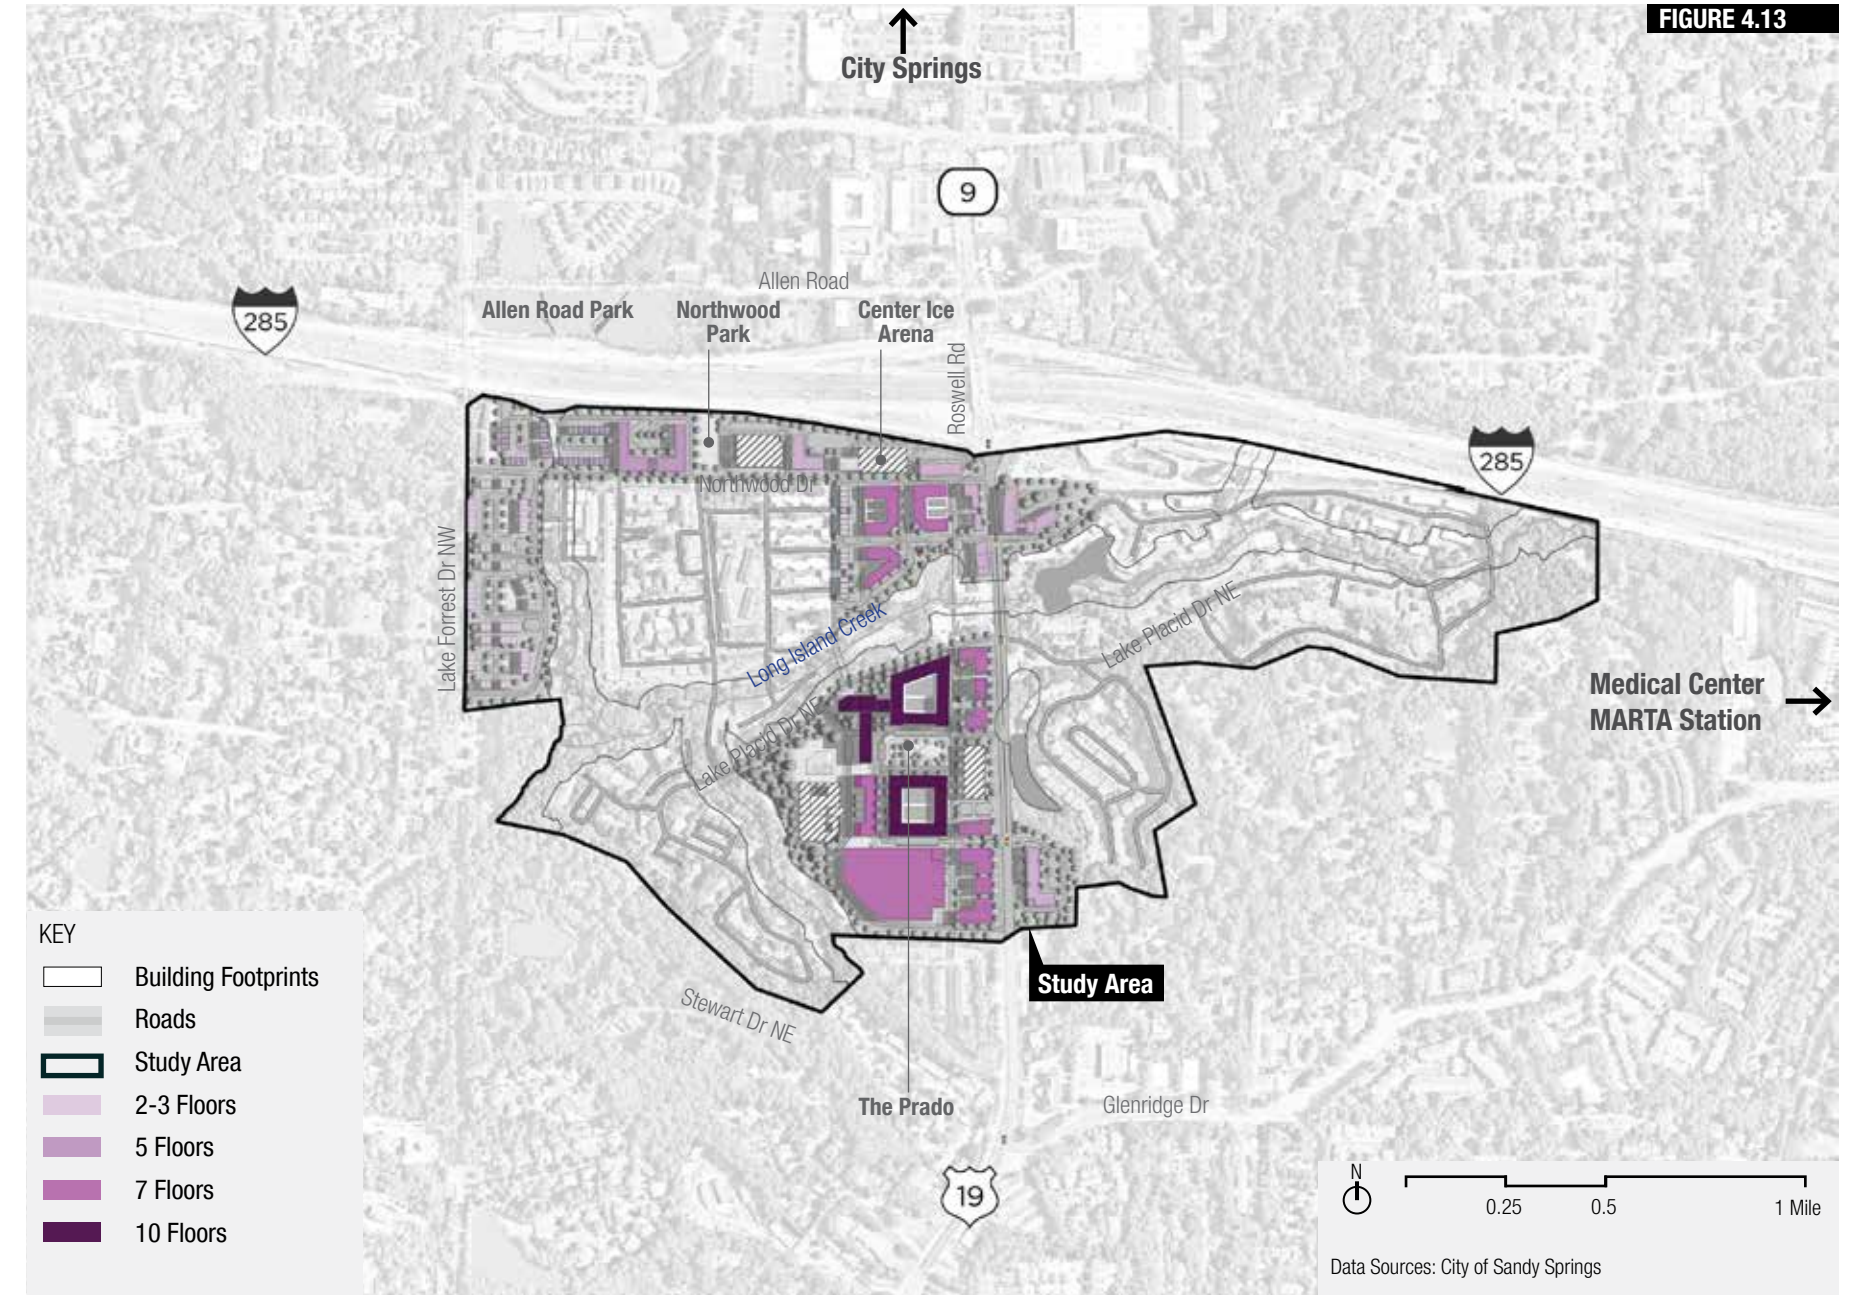 FIGURE 4.13
City Springs
9
Allen Road
285
Allen Road Park
Northwood
Park
Center Ice
Arena
Roswell Rd
285
Northwood Dr
Lake Forrest Dr NW
Long Island Creek
Lake Placid Dr NE
Lake Placid Dr NE
Medical Center
MARTA Station
Study Area
Stewart Dr NE
The Prado
Glenridge Dr
19
KEY
Building Footprints
Roads
Study Area
2-3 Floors
5 Floors
7 Floors
10 Floors
N
0.25
0.5
1 Mile
Data Sources: City of Sandy Springs